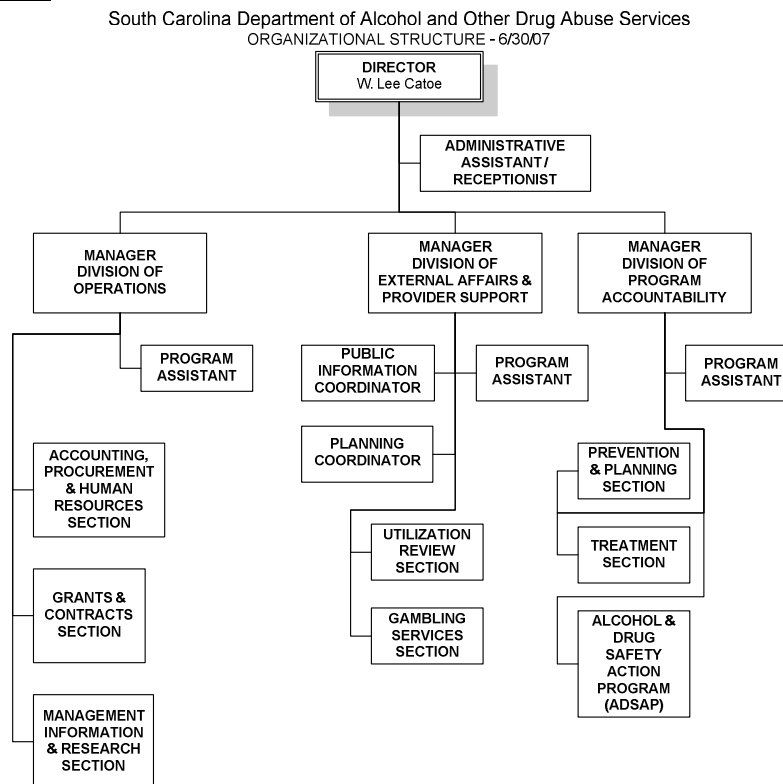 South Carolina Department of Alcohol and Other Drug Abuse Services
ORGANIZATIONAL STRUCTURE - 6/30/07
DIRECTOR
W. Lee Catoe
ADMINISTRATIVE
ASSISTANT /
RECEPTIONIST
MANAGER
DIVISION OF
OPERATIONS
MANAGER
DIVISION OF
EXTERNAL AFFAIRS &
PROVIDER SUPPORT
MANAGER
DIVISION OF
PROGRAM
ACCOUNTABILITY
PROGRAM
ASSISTANT
PUBLIC
INFORMATION
COORDINATOR
PROGRAM
ASSISTANT
PROGRAM
ASSISTANT
PLANNING
COORDINATOR
ACCOUNTING,
PROCUREMENT
& HUMAN
RESOURCES
SECTION
PREVENTION
& PLANNING
SECTION
UTILIZATION
REVIEW
SECTION
TREATMENT
SECTION
GRANTS &
CONTRACTS
SECTION
GAMBLING
SERVICES
SECTION
ALCOHOL &
DRUG
SAFETY
ACTION
PROGRAM
(ADSAP)
MANAGEMENT
INFORMATION
& RESEARCH
SECTION